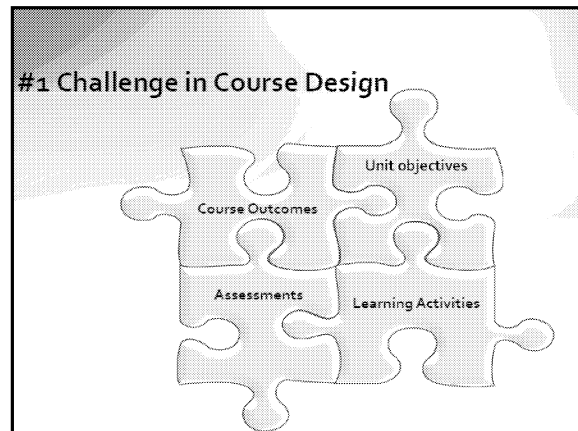 #1 Challenge in Course Design
Unit objectives
Course Outcomes
Assessments
Learning Activities